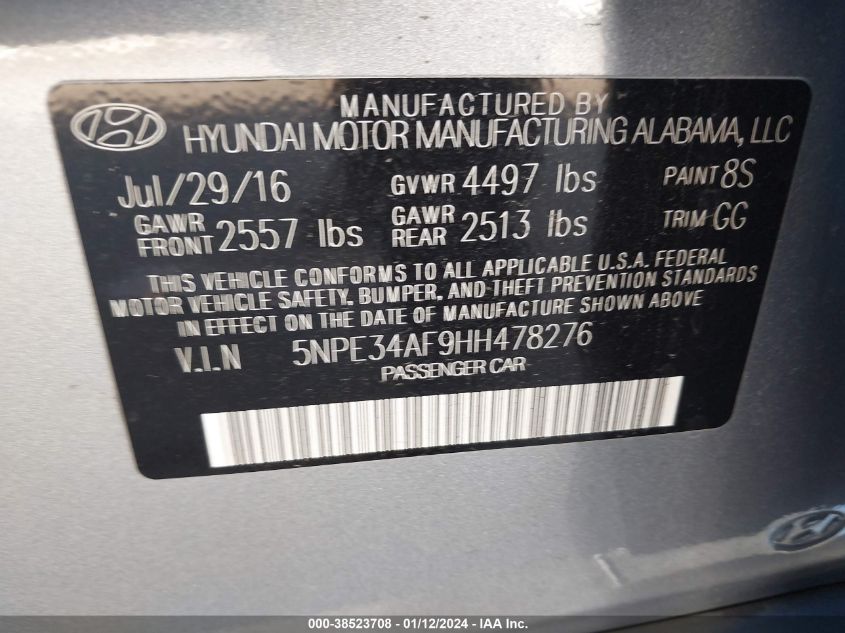 MANUFACTURED BY
HYUNDAI MOTOR MANUFACTURING ALABAMA, LLC
Jul/29/16 GVWR 4497 lbs PAINT 8S
GAWR FRONT 2557 lbs GAWR REAR 2513 lbs TRIM GG
THIS VEHICLE CONFORMS TO ALL APPLICABLE U.S.A. FEDERAL
MOTOR VEHICLE SAFETY, BUMPER, AND THEFT PREVENTION STANDARDS
IN EFFECT ON THE DATE OF MANUFACTURE SHOWN ABOVE
V.I.N 5NPE34AF9HH478276
PASSENGER CAR
000-38523708 - 01/12/2024 - IAA Inc.